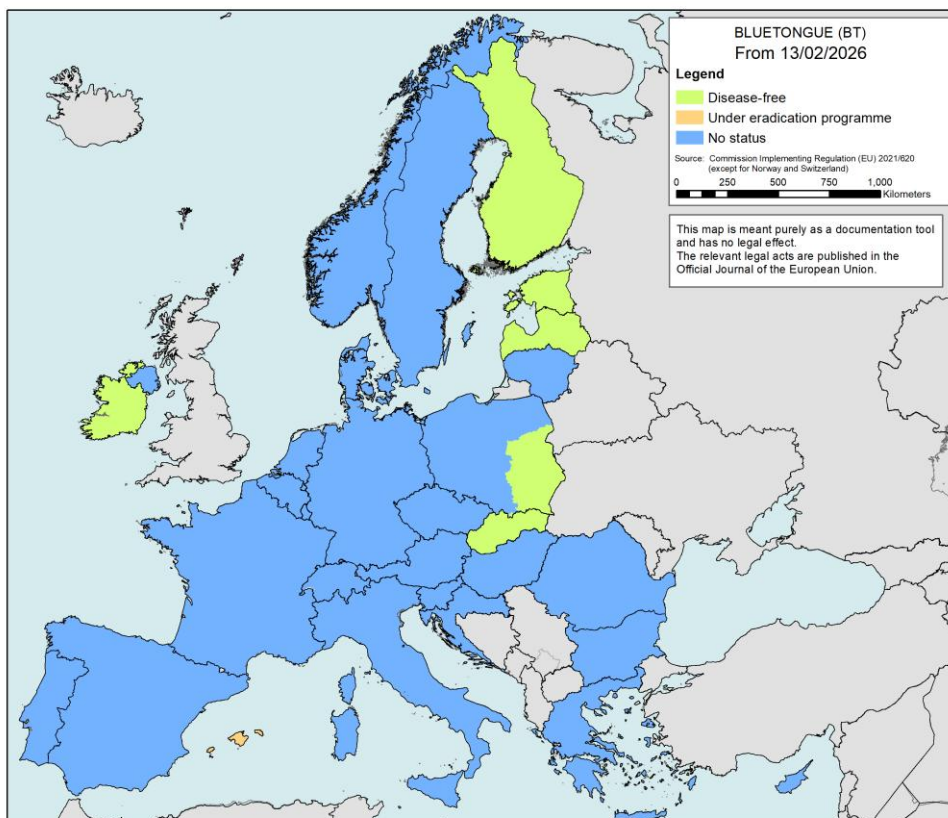 BLUETONGUE (BT)
From 13/02/2026
Legend
Disease-free
Under eradication programme
No status
Source: Commission Implementing Regulation (EU) 2021/620
(except for Norway and Switzerland)
0 250 500 750 1,000
Kilometers
This map is meant purely as a documentation tool
and has no legal effect.
The relevant legal acts are published in the
Official Journal of the European Union.